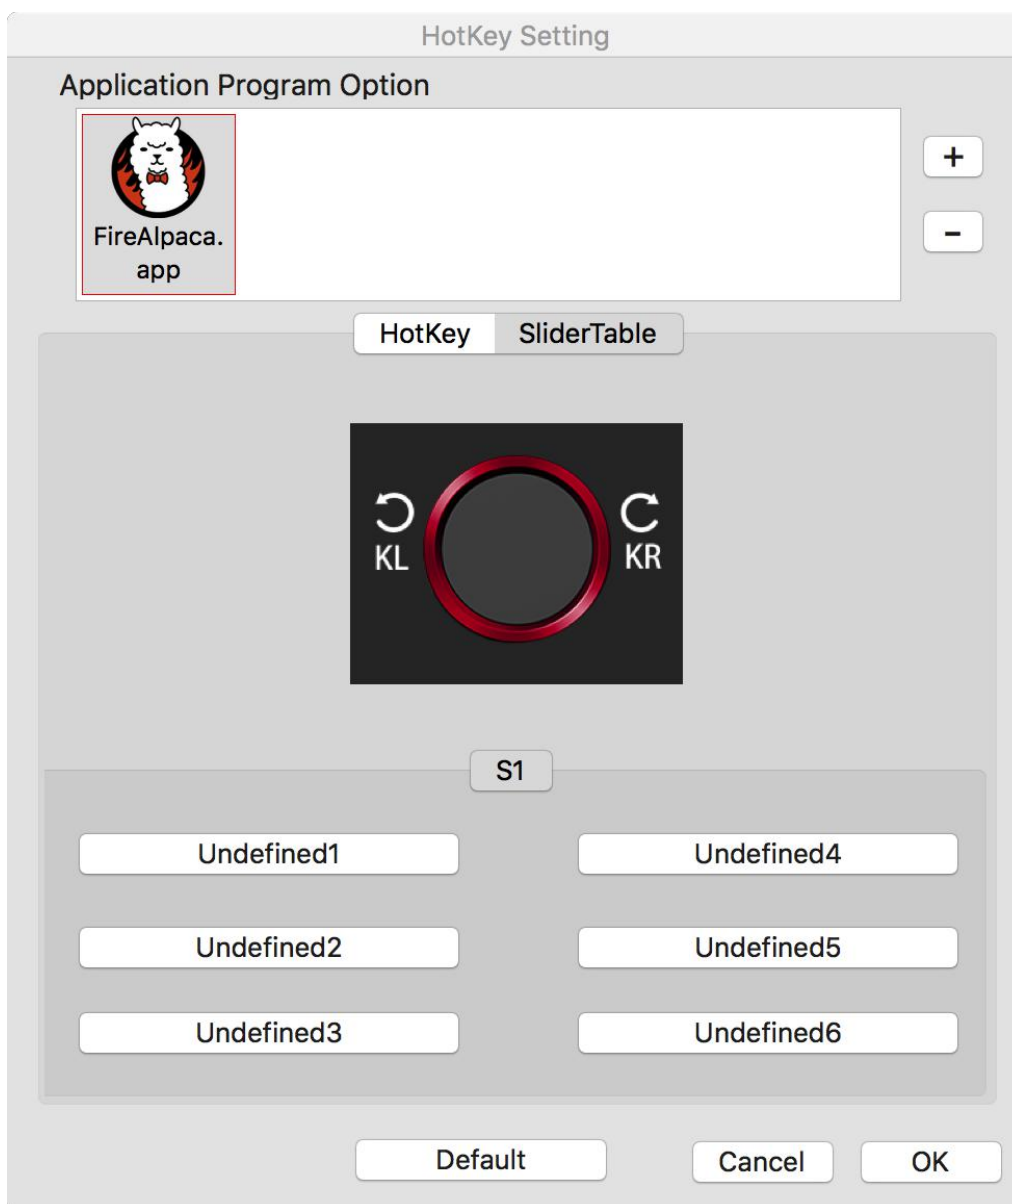 HotKey Setting
Application Program Option
+
FireAlpaca.
app
-
HotKey SliderTable
KL KR
S1
Undefined1 Undefined4
Undefined2 Undefined5
Undefined3 Undefined6
Default Cancel OK